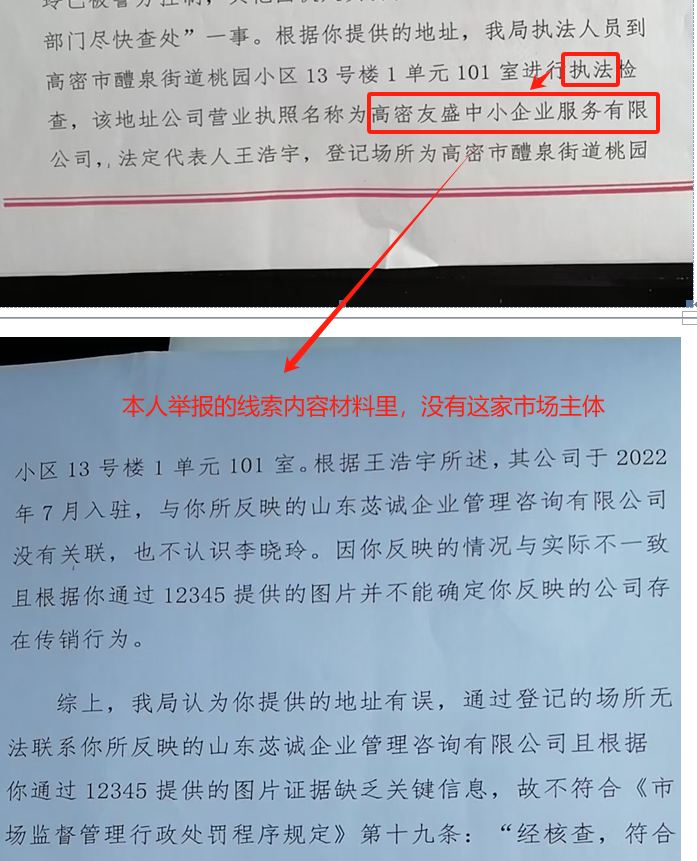 部门尽快查处”一事。根据你提供的地址，我局执法人员到
高密市醴泉街道桃园小区 13 号楼 1 单元 101 室进行执法检
查，该地址公司营业执照名称为高密友盛中小企业服务有限
公司，法定代表人王浩宇，登记场所为高密市醴泉街道桃园
本人举报的线索内容材料里，没有这家市场主体
小区 13 号楼 1 单元 101 室。根据王浩宇所述，其公司于 2022
年 7 月入驻，与你所反映的山东苾诚企业管理咨询有限公司
没有关联，也不认识李晓玲。因你反映的情况与实际不一致
且根据你通过 12345 提供的图片并不能确定你反映的公司存
在传销行为。
综上，我局认为你提供的地址有误，通过登记的场所无
法联系你所反映的山东苾诚企业管理咨询有限公司且根据
你通过 12345 提供的图片证据缺乏关键信息，故不符合《市
场监督管理行政处罚程序规定》第十九条：“经核查，符合